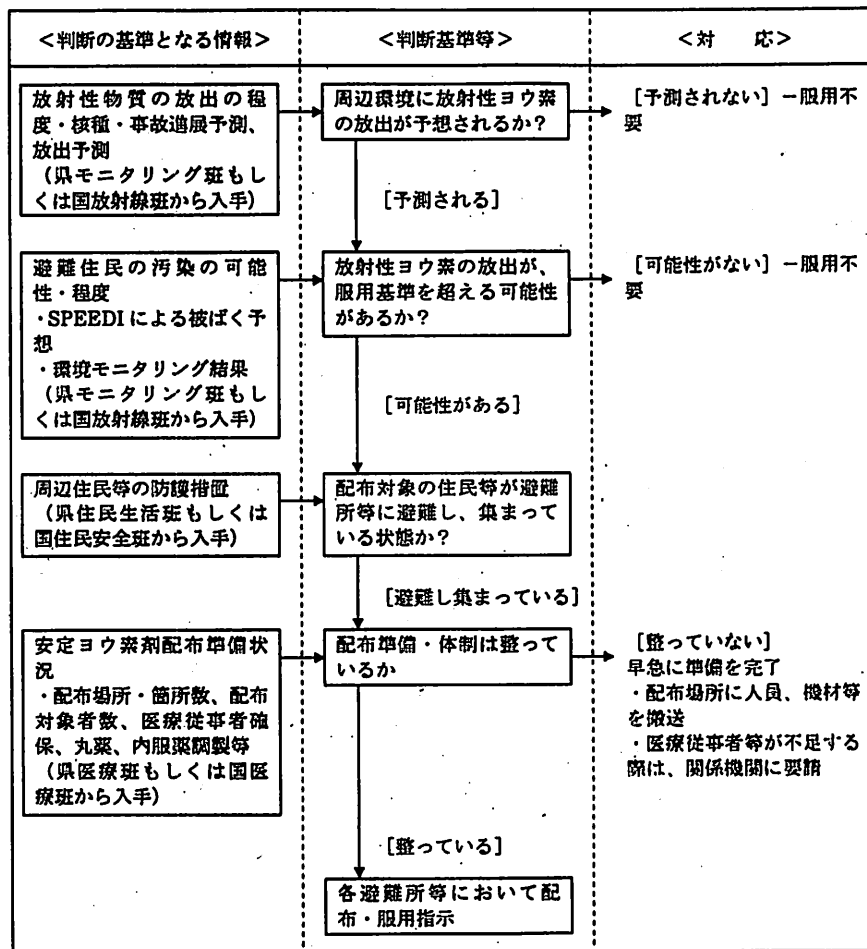 ＜判断の基準となる情報＞
＜判断基準等＞
＜対　　応＞
放射性物質の放出の程
度・核種・事故進展予測、
放出予測
（県モニタリング班もし
くは国放射線班から入手）
周辺環境に放射性ヨウ素
の放出が予想されるか？
［予測されない］－服用不
要
［予測される］
避難住民の汚染の可能
性・程度
・SPEEDIによる被ばく予
想
・環境モニタリング結果
（県モニタリング班もし
くは国放射線班から入手）
放射性ヨウ素の放出が、
服用基準を超える可能性
があるか？
［可能性がない］－服用不
要
［可能性がある］
周辺住民等の防護措置
（県住民生活班もしくは
国住民安全班から入手）
配布対象の住民等が避難
所等に避難し、集まって
いる状態か？
［避難し集まっている］
安定ヨウ素剤配布準備状
況
・配布場所・箇所数、配布
対象者数、医療従事者確
保、丸薬、内服薬調製等
（県医療班もしくは国医
療班から入手）
配布準備・体制は整って
いるか
［整っていない］
早急に準備を完了
・配布場所に人員、機材等
を搬送
・医療従事者等が不足する
際は、関係機関に要請
［整っている］
各避難所等において配
布・服用指示